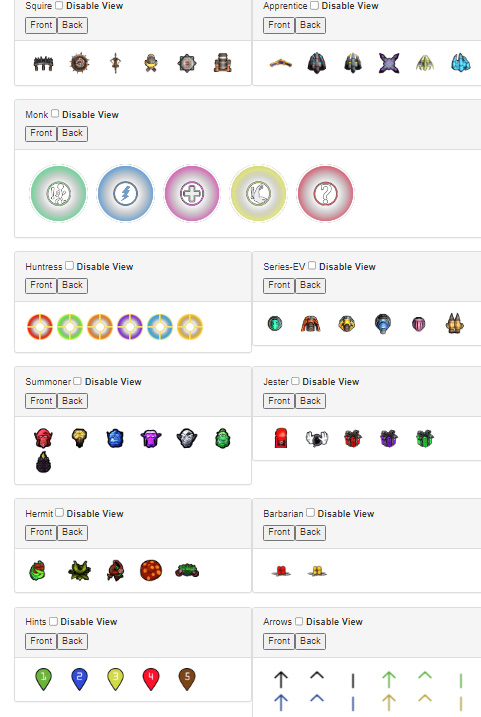 Squire Disable View
Front Back
Apprentice Disable View
Front Back
Monk Disable View
Front Back
?
Huntress Disable View
Front Back
Series-EV Disable View
Front Back
Summoner Disable View
Front Back
Jester Disable View
Front Back
Hermit Disable View
Front Back
Barbarian Disable View
Front Back
Hints Disable View
Front Back
1 2 3 4 5
Arrows Disable View
Front Back